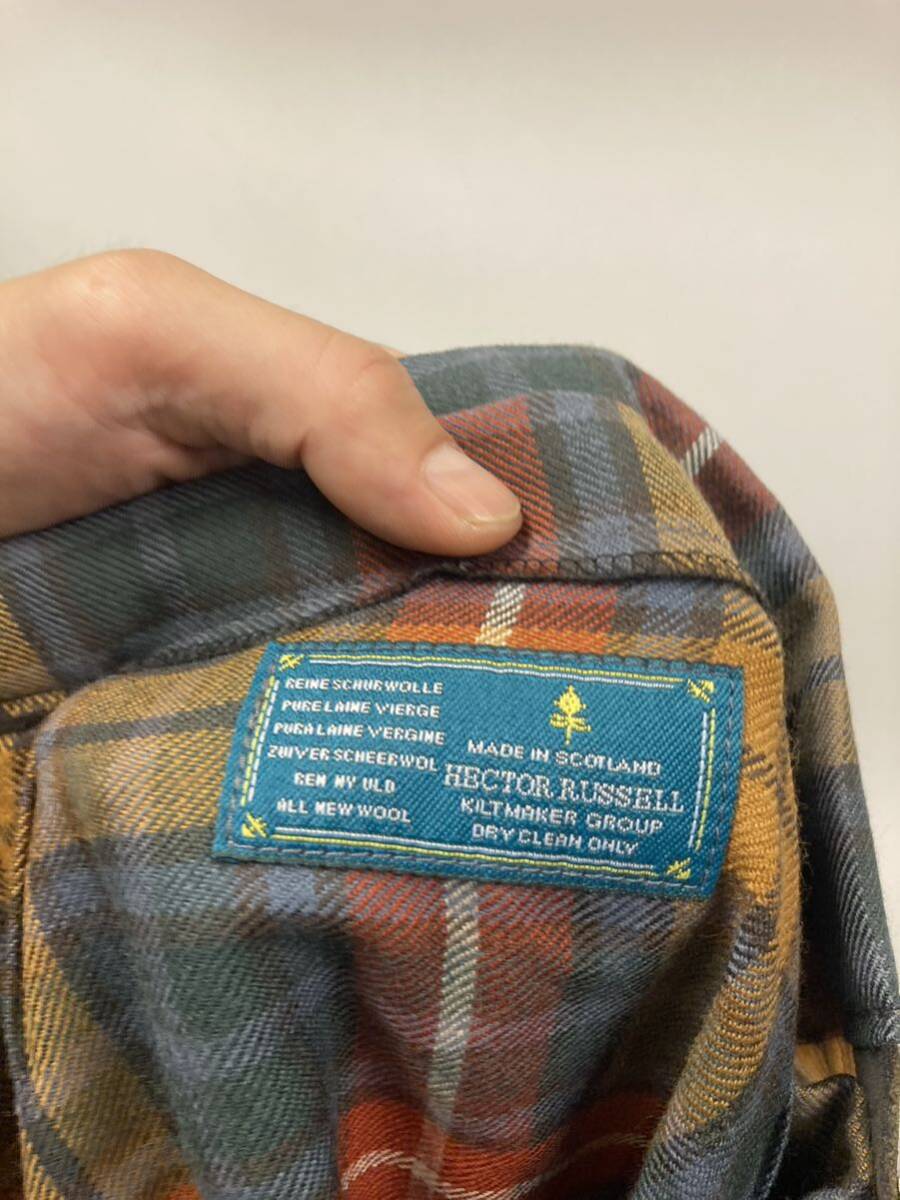 REINE SCHURWOLLE
PURE LAINE VIERGE
PURA LAINE VERGINE
ZUIVER SCHEERWOL
REN NY ULD
ALL NEW WOOL
MADE IN SCOTLAND
HECTOR RUSSELL
KILTMAKER GROUP
DRY CLEAN ONLY